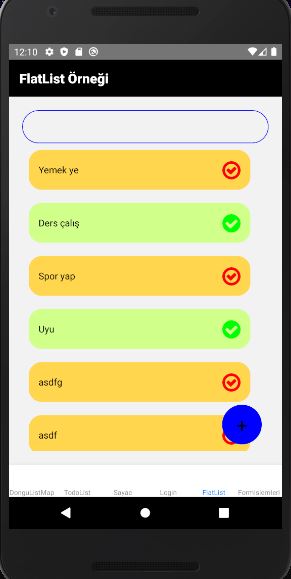 12:10
FlatList Örneği
Yemek ye
Ders çalış
Spor yap
Uyu
asdfg
asdf
+
DonguListMap TodoList Sayac Login FlatList Formislemleri